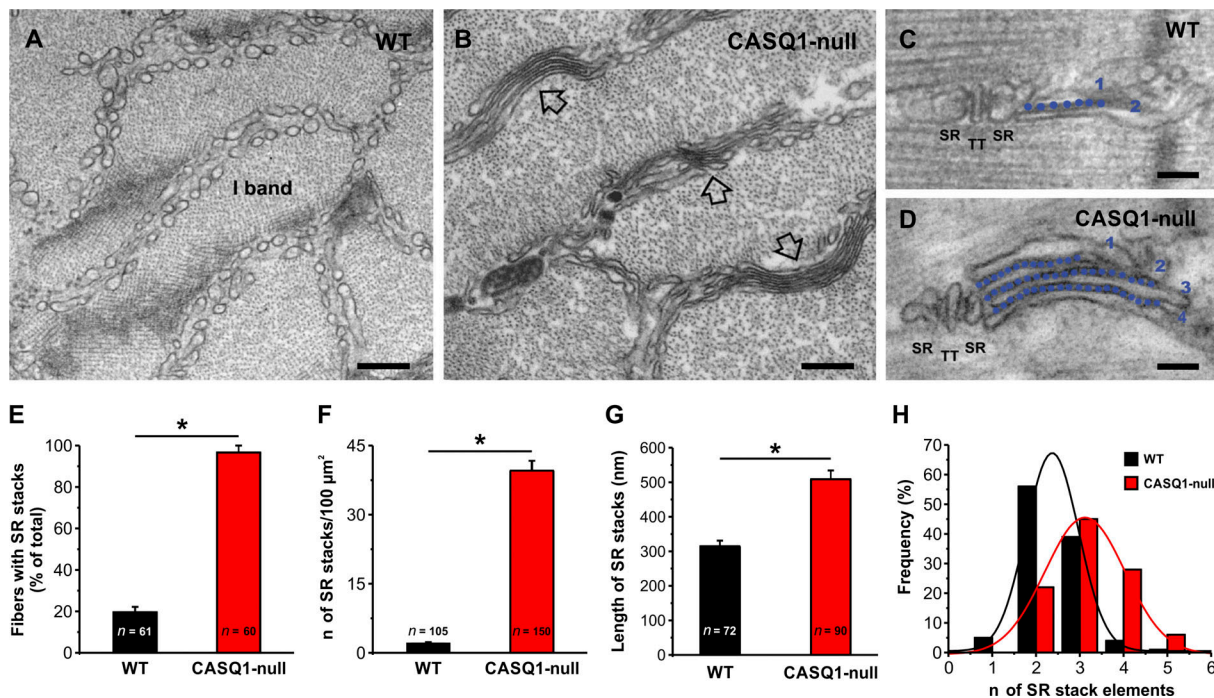 A
WT
I band
B
CASQ1-null
C
WT
1
2
SR
TT
SR
D
CASQ1-null
1
2
3
4
SR
TT
SR
E
Fibers with SR stacks
(% of total)
100
80
60
40
20
0
*
n = 61
n = 60
WT
CASQ1-null
F
n of SR stacks/100 µm²
45
30
15
0
*
n = 105
n = 150
WT
CASQ1-null
G
Length of SR stacks (nm)
600
500
400
300
200
100
0
*
n = 72
n = 90
WT
CASQ1-null
H
Frequency (%)
70
60
50
40
30
20
10
0
WT
CASQ1-null
0
1
2
3
4
5
6
n of SR stack elements